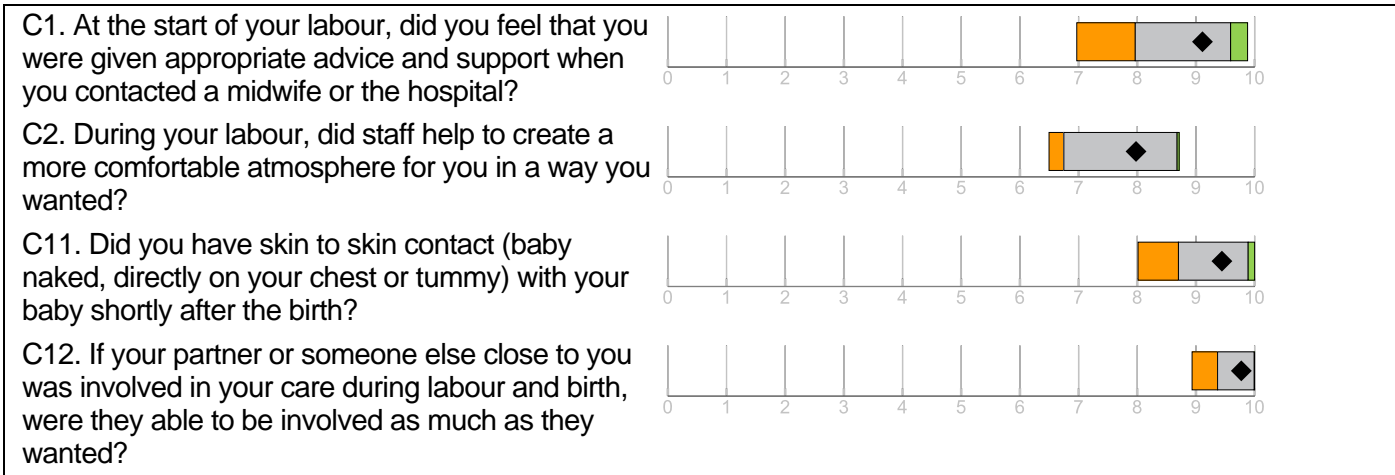 C1. At the start of your labour, did you feel that you
were given appropriate advice and support when
you contacted a midwife or the hospital?
0 1 2 3 4 5 6 7 8 9 10
C2. During your labour, did staff help to create a
more comfortable atmosphere for you in a way you
wanted?
0 1 2 3 4 5 6 7 8 9 10
C11. Did you have skin to skin contact (baby
naked, directly on your chest or tummy) with your
baby shortly after the birth?
0 1 2 3 4 5 6 7 8 9 10
C12. If your partner or someone else close to you
was involved in your care during labour and birth,
were they able to be involved as much as they
wanted?
0 1 2 3 4 5 6 7 8 9 10